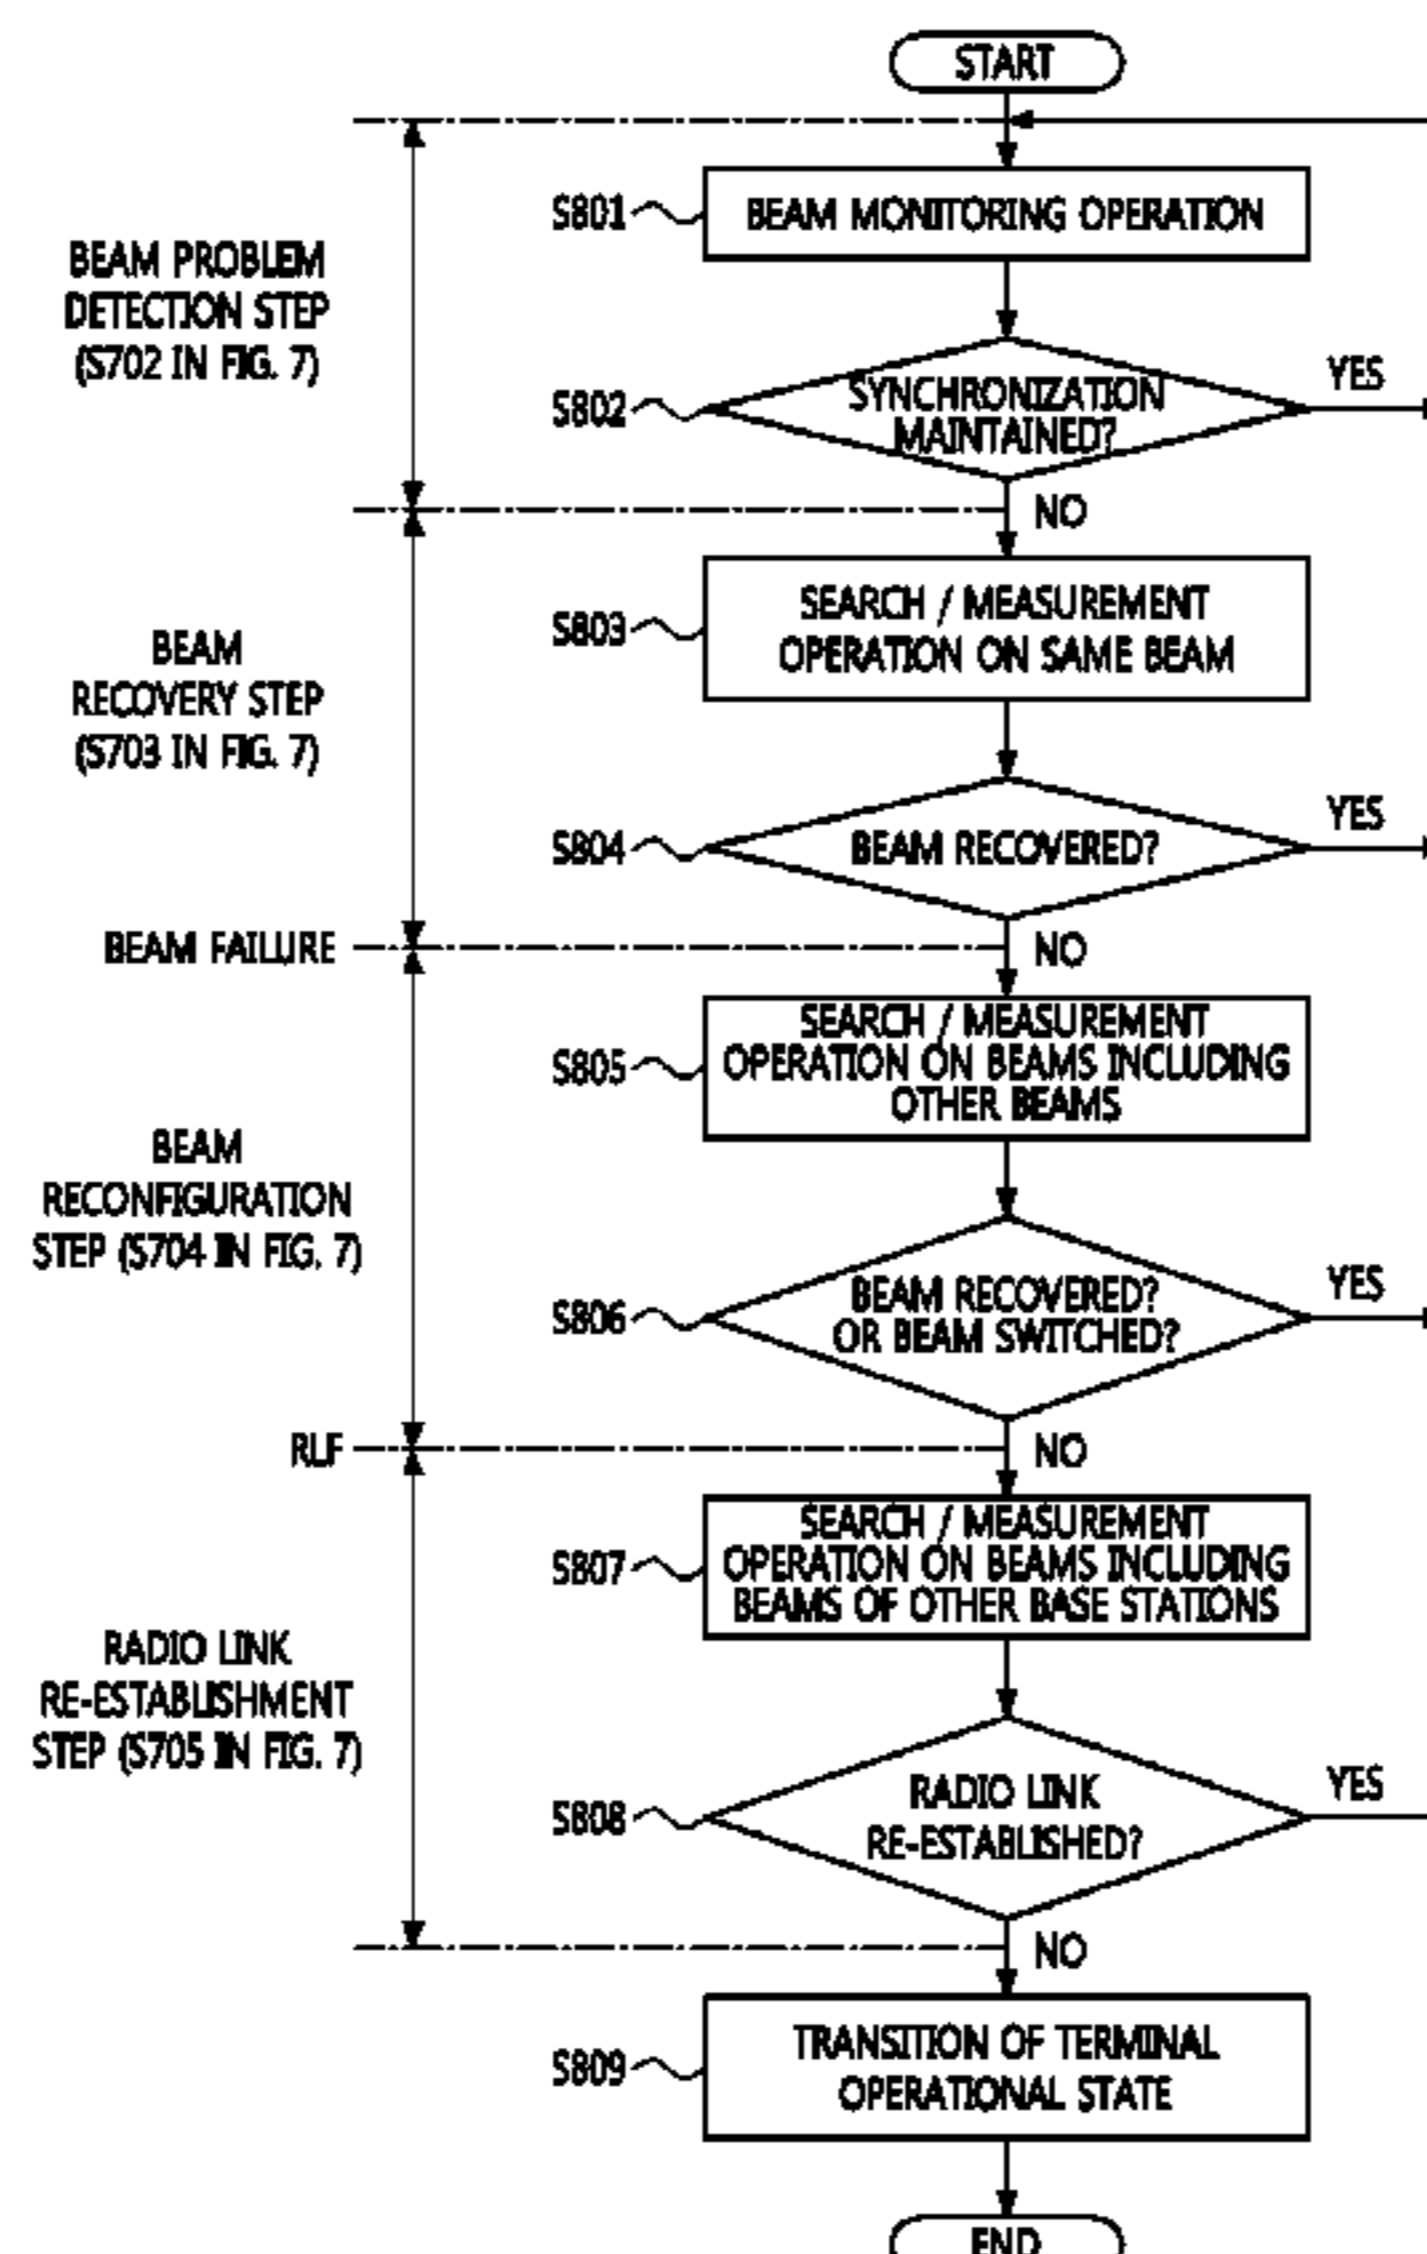 START
S801
BEAM MONITORING OPERATION
BEAM PROBLEM
DETECTION STEP
(S702 IN FIG. 7)
S802
SYNCHRONIZATION
MAINTAINED?
YES
NO
S803
SEARCH / MEASUREMENT
OPERATION ON SAME BEAM
BEAM
RECOVERY STEP
(S703 IN FIG. 7)
S804
BEAM RECOVERED?
YES
BEAM FAILURE
NO
S805
SEARCH / MEASUREMENT
OPERATION ON BEAMS INCLUDING
OTHER BEAMS
BEAM
RECONFIGURATION
STEP (S704 IN FIG. 7)
S806
BEAM RECOVERED?
OR BEAM SWITCHED?
YES
RLF
NO
S807
SEARCH / MEASUREMENT
OPERATION ON BEAMS INCLUDING
BEAMS OF OTHER BASE STATIONS
RADIO LINK
RE-ESTABLISHMENT
STEP (S705 IN FIG. 7)
S808
RADIO LINK
RE-ESTABLISHED?
YES
NO
S809
TRANSITION OF TERMINAL
OPERATIONAL STATE
END